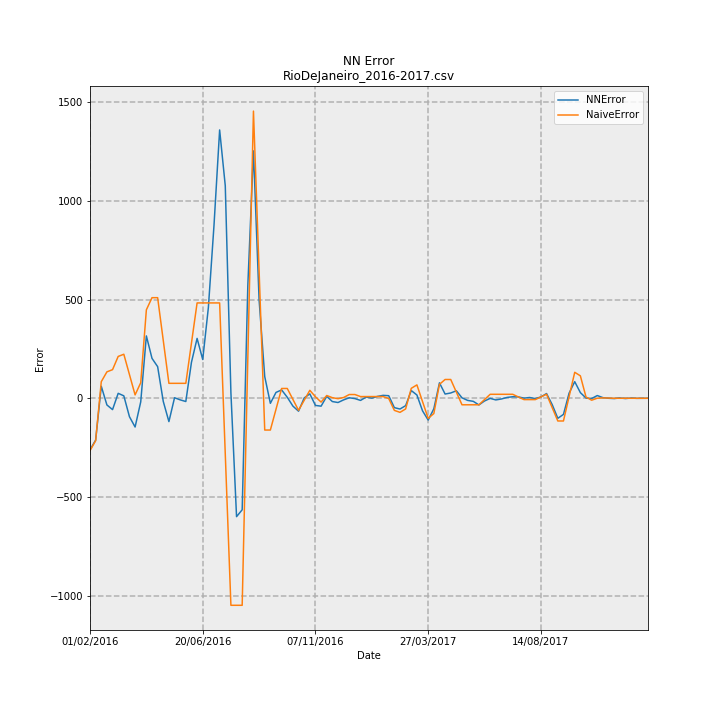 NN Error
RioDeJaneiro_2016-2017.csv
NNError
NaiveError
1500
1000
500
0
−500
−1000
Error
01/02/2016
20/06/2016
07/11/2016
27/03/2017
14/08/2017
Date